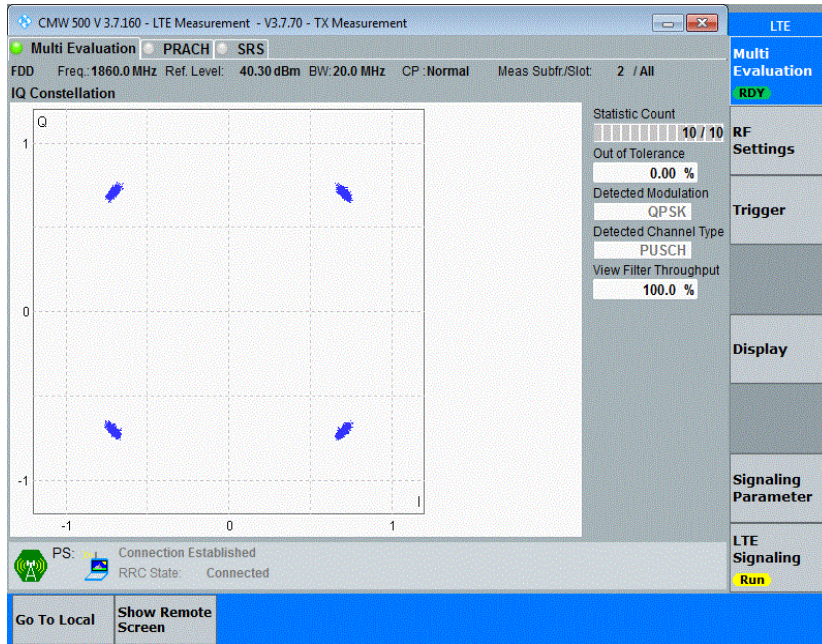 CMW 500 V 3.7.160 - LTE Measurement - V3.7.70 - TX Measurement
LTE
Multi Evaluation PRACH SRS
FDD Freq.: 1860.0 MHz Ref. Level: 40.30 dBm BW: 20.0 MHz CP : Normal Meas Subfr./Slot: 2 / All
IQ Constellation
Q
1
0
-1
I
-1 0 1
Statistic Count
10 / 10
Out of Tolerance
0.00 %
Detected Modulation
QPSK
Detected Channel Type
PUSCH
View Filter Throughput
100.0 %
Multi
Evaluation
RDY
RF
Settings
Trigger
Display
Signaling
Parameter
LTE
Signaling
Run
PS: Connection Established
RRC State: Connected
Go To Local
Show Remote
Screen